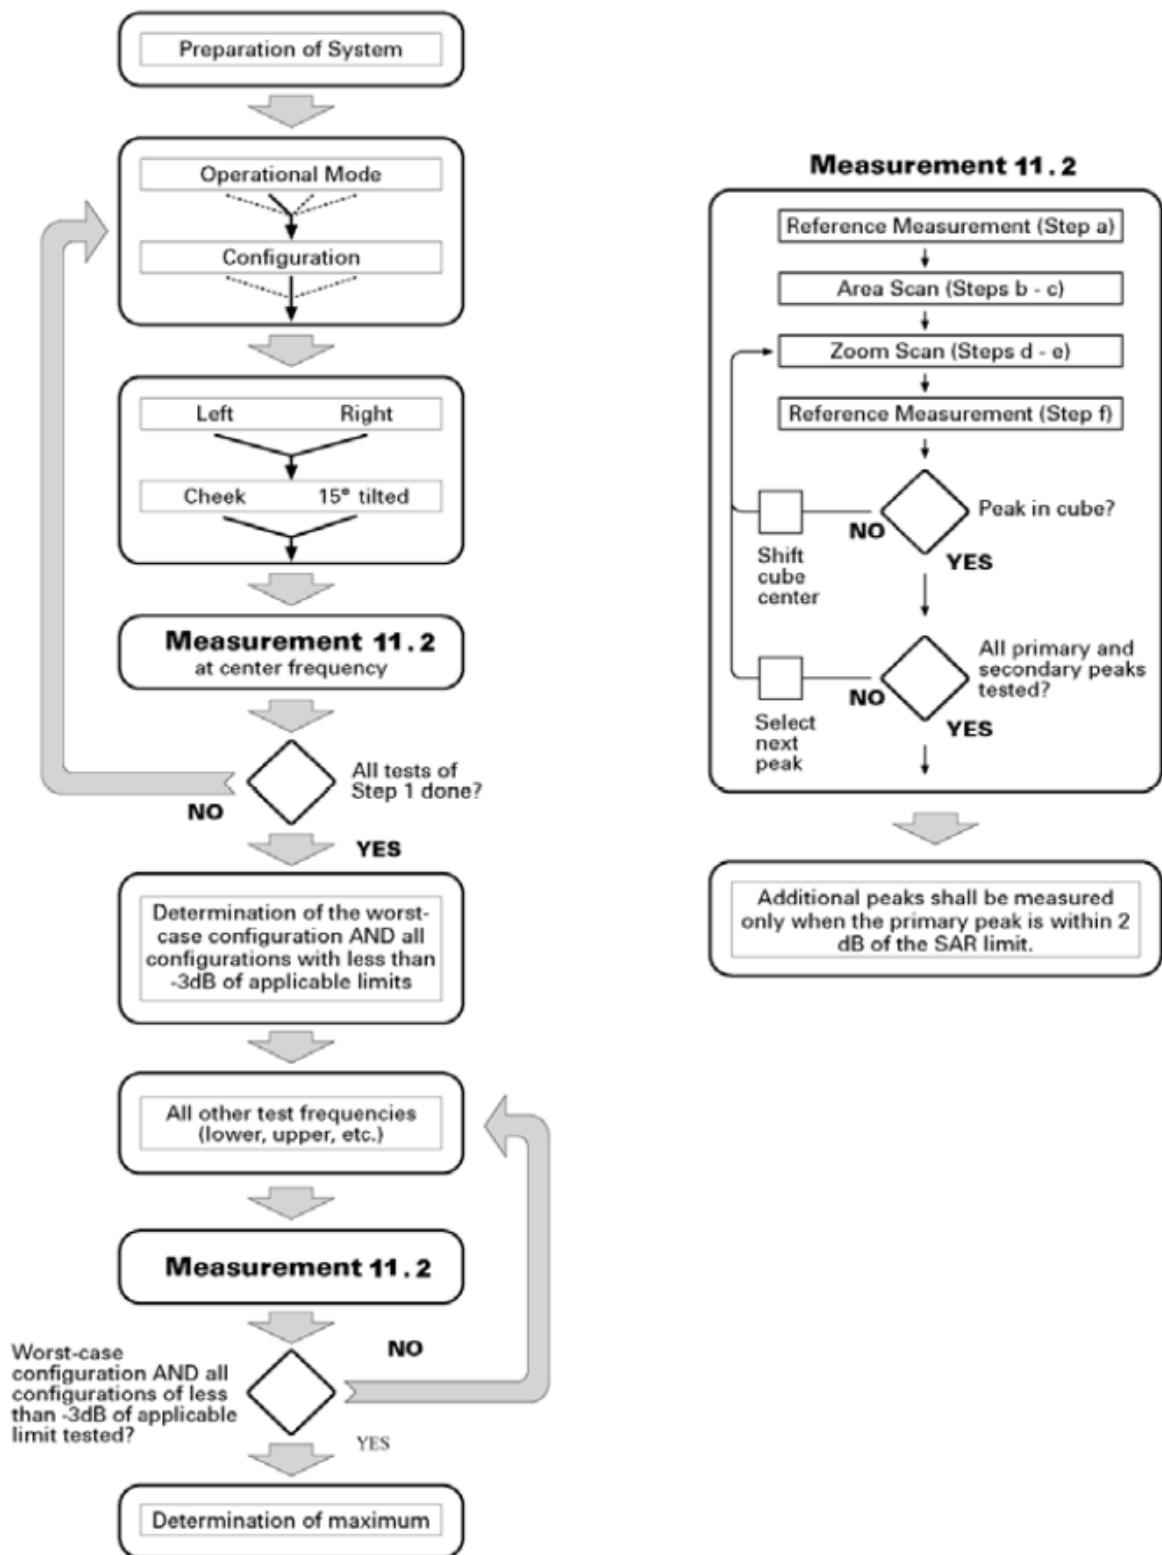 Preparation of System
Operational Mode
Configuration
Left Right
Cheek 15° tilted
Measurement 11.2
at center frequency
All tests of
Step 1 done?
NO
YES
Determination of the worst-
case configuration AND all
configurations with less than
-3dB of applicable limits
All other test frequencies
(lower, upper, etc.)
Measurement 11.2
Worst-case
configuration AND all
configurations of less
than -3dB of applicable
limit tested?
NO
YES
Determination of maximum
Measurement 11.2
Reference Measurement (Step a)
Area Scan (Steps b - c)
Zoom Scan (Steps d - e)
Reference Measurement (Step f)
Peak in cube?
NO
Shift
cube
center
YES
All primary and
secondary peaks
tested?
NO
Select
next
peak
YES
Additional peaks shall be measured
only when the primary peak is within 2
dB of the SAR limit.